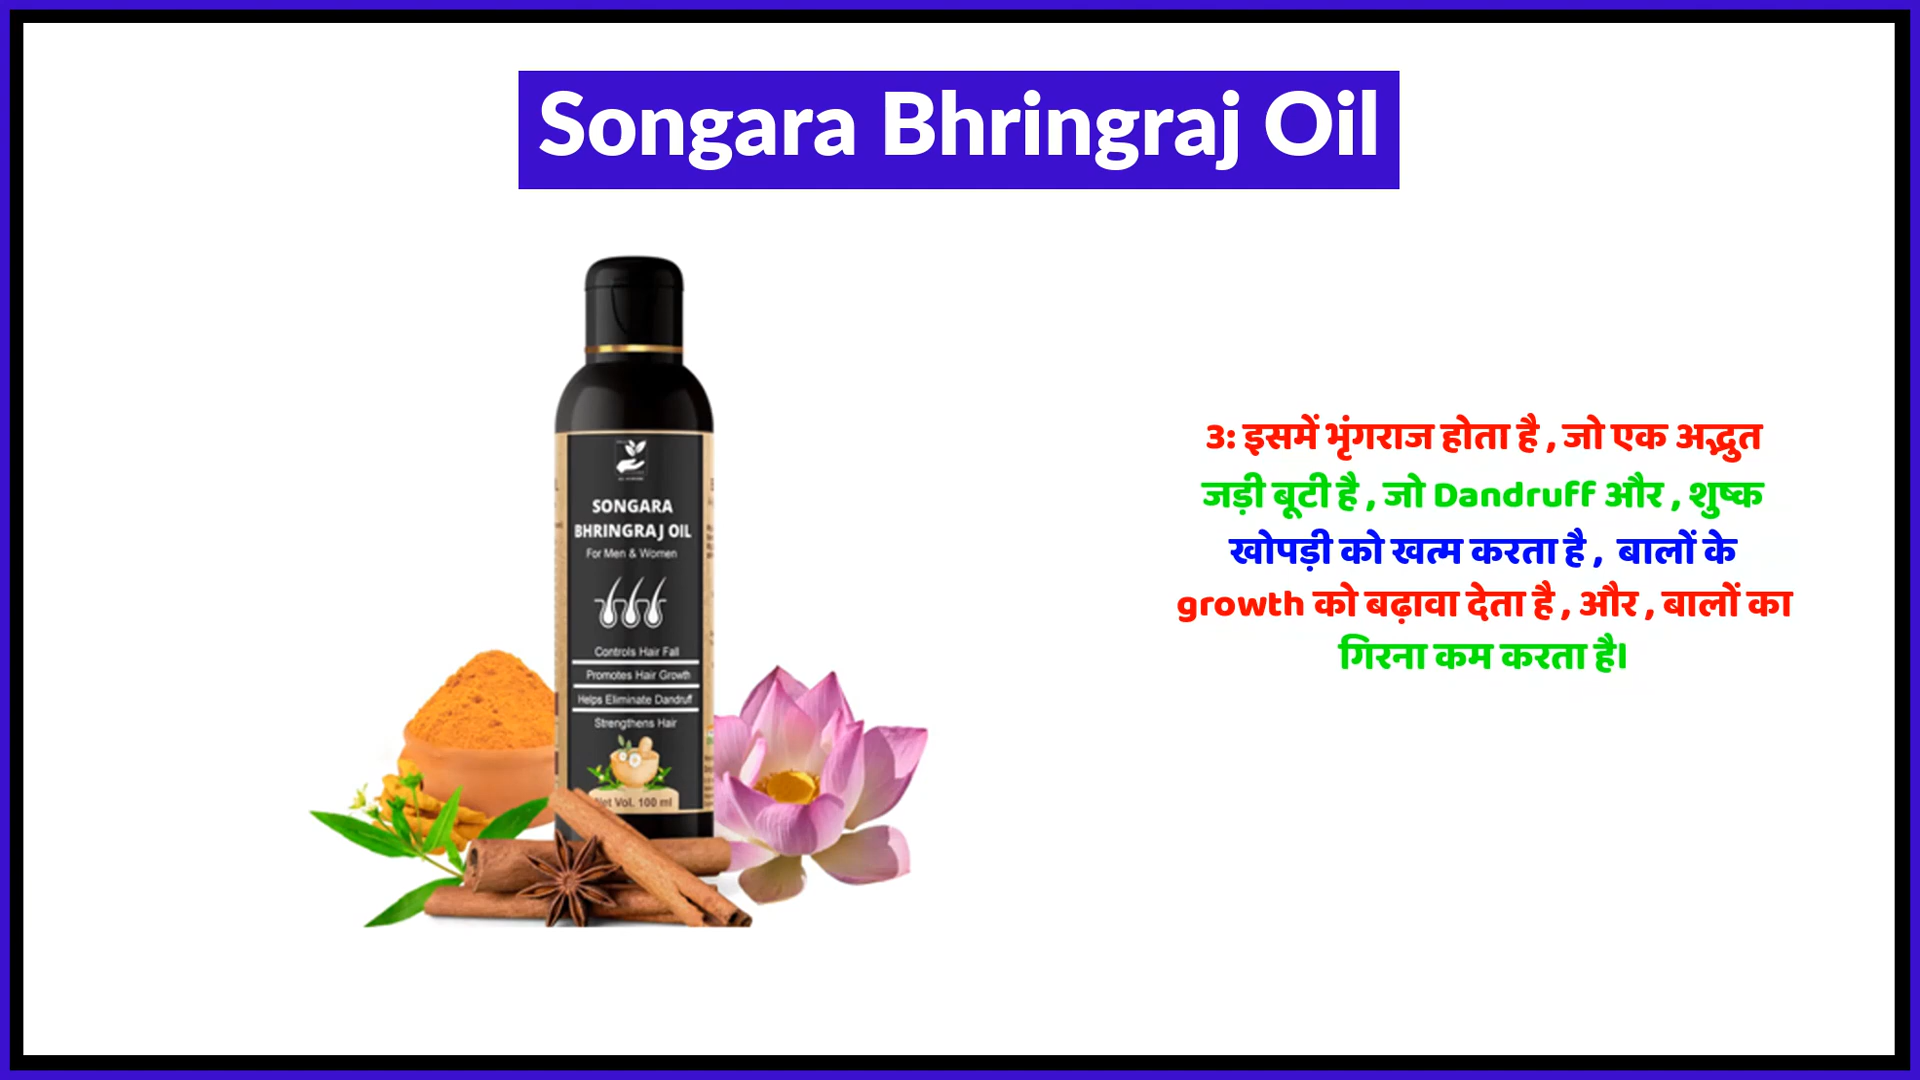 Songara Bhringraj Oil
SONGARA
BHRINGRAJ OIL
For Men & Women
Controls Hair Fall
Promotes Hair Growth
Helps Eliminate Dandruff
Strengthens Hair
Net Vol. 100 ml
3: इसमें भृंगराज होता है , जो एक अद्भुत
जड़ी बूटी है , जो Dandruff और , शुष्क
खोपड़ी को खत्म करता है , बालों के
growth को बढ़ावा देता है , और , बालों का
गिरना कम करता है।